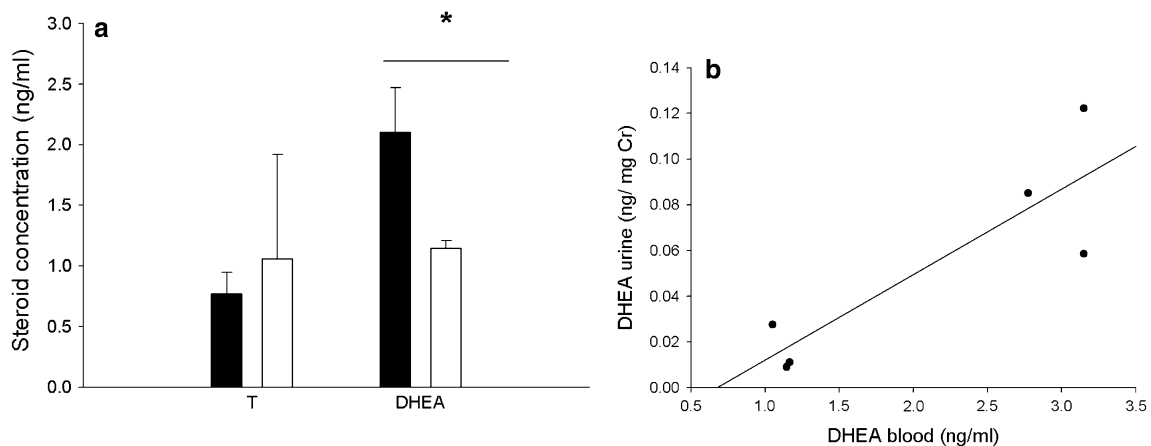 a
*
Steroid concentration (ng/ml)
3.0
2.5
2.0
1.5
1.0
0.5
0.0
T
DHEA
b
DHEA urine (ng/ mg Cr)
0.14
0.12
0.10
0.08
0.06
0.04
0.02
0.00
0.5 1.0 1.5 2.0 2.5 3.0 3.5
DHEA blood (ng/ml)